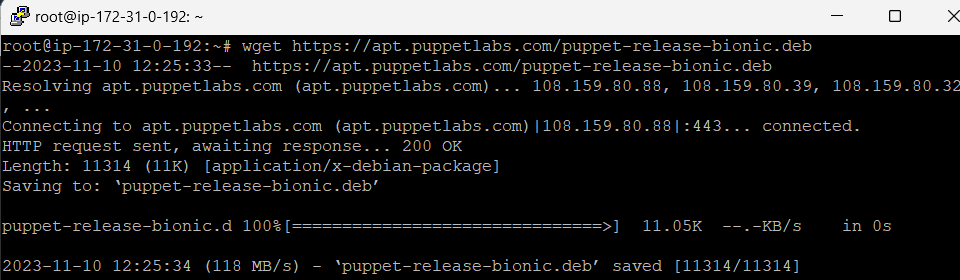 root@ip-172-31-0-192: ~
root@ip-172-31-0-192:~# wget https://apt.puppetlabs.com/puppet-release-bionic.deb
--2023-11-10 12:25:33--  https://apt.puppetlabs.com/puppet-release-bionic.deb
Resolving apt.puppetlabs.com (apt.puppetlabs.com)... 108.159.80.88, 108.159.80.39, 108.159.80.32
, ...
Connecting to apt.puppetlabs.com (apt.puppetlabs.com)|108.159.80.88|:443... connected.
HTTP request sent, awaiting response... 200 OK
Length: 11314 (11K) [application/x-debian-package]
Saving to: ‘puppet-release-bionic.deb’
puppet-release-bionic.d 100%[===============================>]  11.05K  --.-KB/s    in 0s
2023-11-10 12:25:34 (118 MB/s) - ‘puppet-release-bionic.deb’ saved [11314/11314]